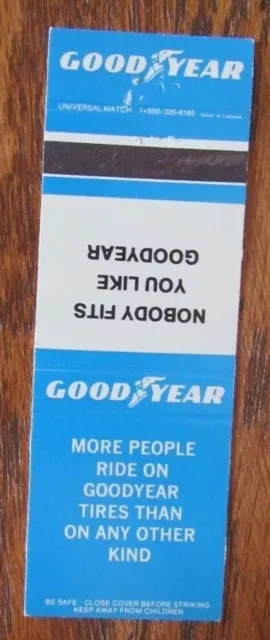 GOODYEAR
UNIVERSAL MATCH 1+800/325-8165
NOBODY FITS
YOU LIKE
GOODYEAR
GOODYEAR
MORE PEOPLE
RIDE ON
GOODYEAR
TIRES THAN
ON ANY OTHER
KIND
BE SAFE - CLOSE COVER BEFORE STRIKING
KEEP AWAY FROM CHILDREN